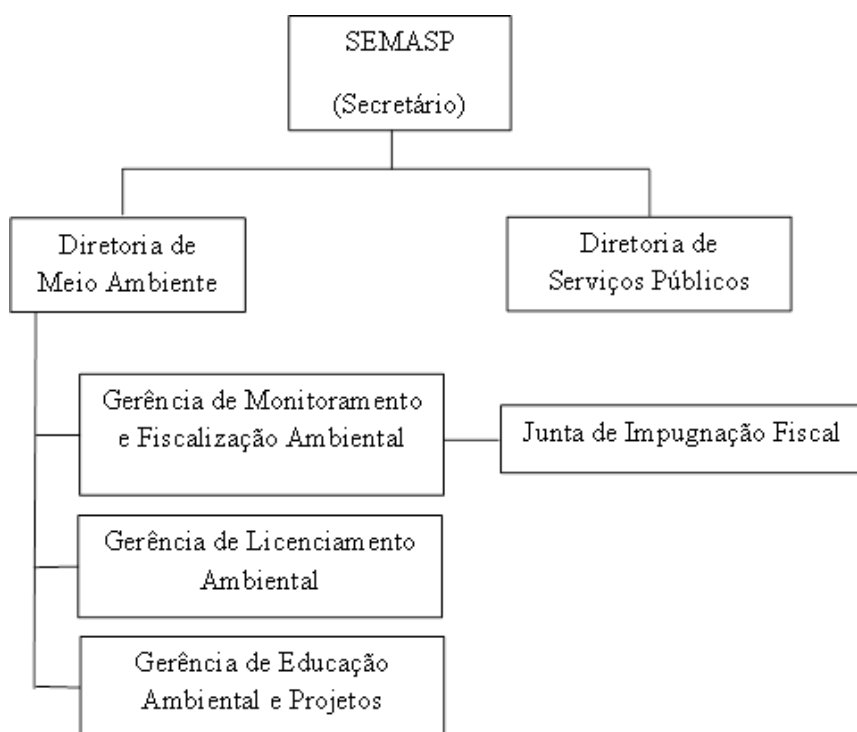 SEMASP
(Secretário)
Diretoria de
Meio Ambiente
Diretoria de
Serviços Públicos
Gerência de Monitoramento
e Fiscalização Ambiental
Junta de Impugnação Fiscal
Gerência de Licenciamento
Ambiental
Gerência de Educação
Ambiental e Projetos